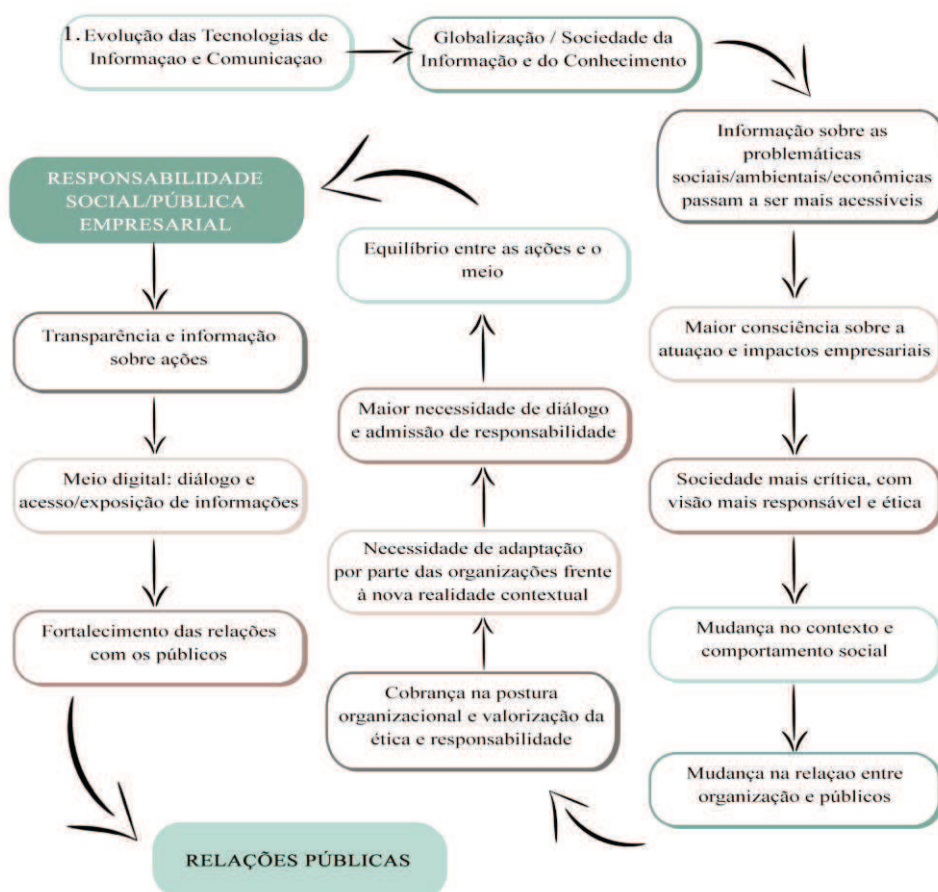 1. Evolução das Tecnologias de
Informaçao e Comunicaçao
Globalização / Sociedade da
Informação e do Conhecimento
Informação sobre as
problemáticas
sociais/ambientais/econômicas
passam a ser mais acessíveis
Maior consciência sobre a
atuaçao e impactos empresariais
Sociedade mais crítica, com
visão mais responsável e ética
Mudança no contexto e
comportamento social
Mudança na relaçao entre
organização e públicos
Cobrança na postura
organizacional e valorização da
ética e responsabilidade
Necessidade de adaptação
por parte das organizações frente
à nova realidade contextual
Maior necessidade de diálogo
e admissão de responsabilidade
Equilíbrio entre as ações e o
meio
RESPONSABILIDADE
SOCIAL/PÚBLICA
EMPRESARIAL
Transparência e informação
sobre ações
Meio digital: diálogo e
acesso/exposição de informações
Fortalecimento das relações
com os públicos
RELAÇÕES PÚBLICAS